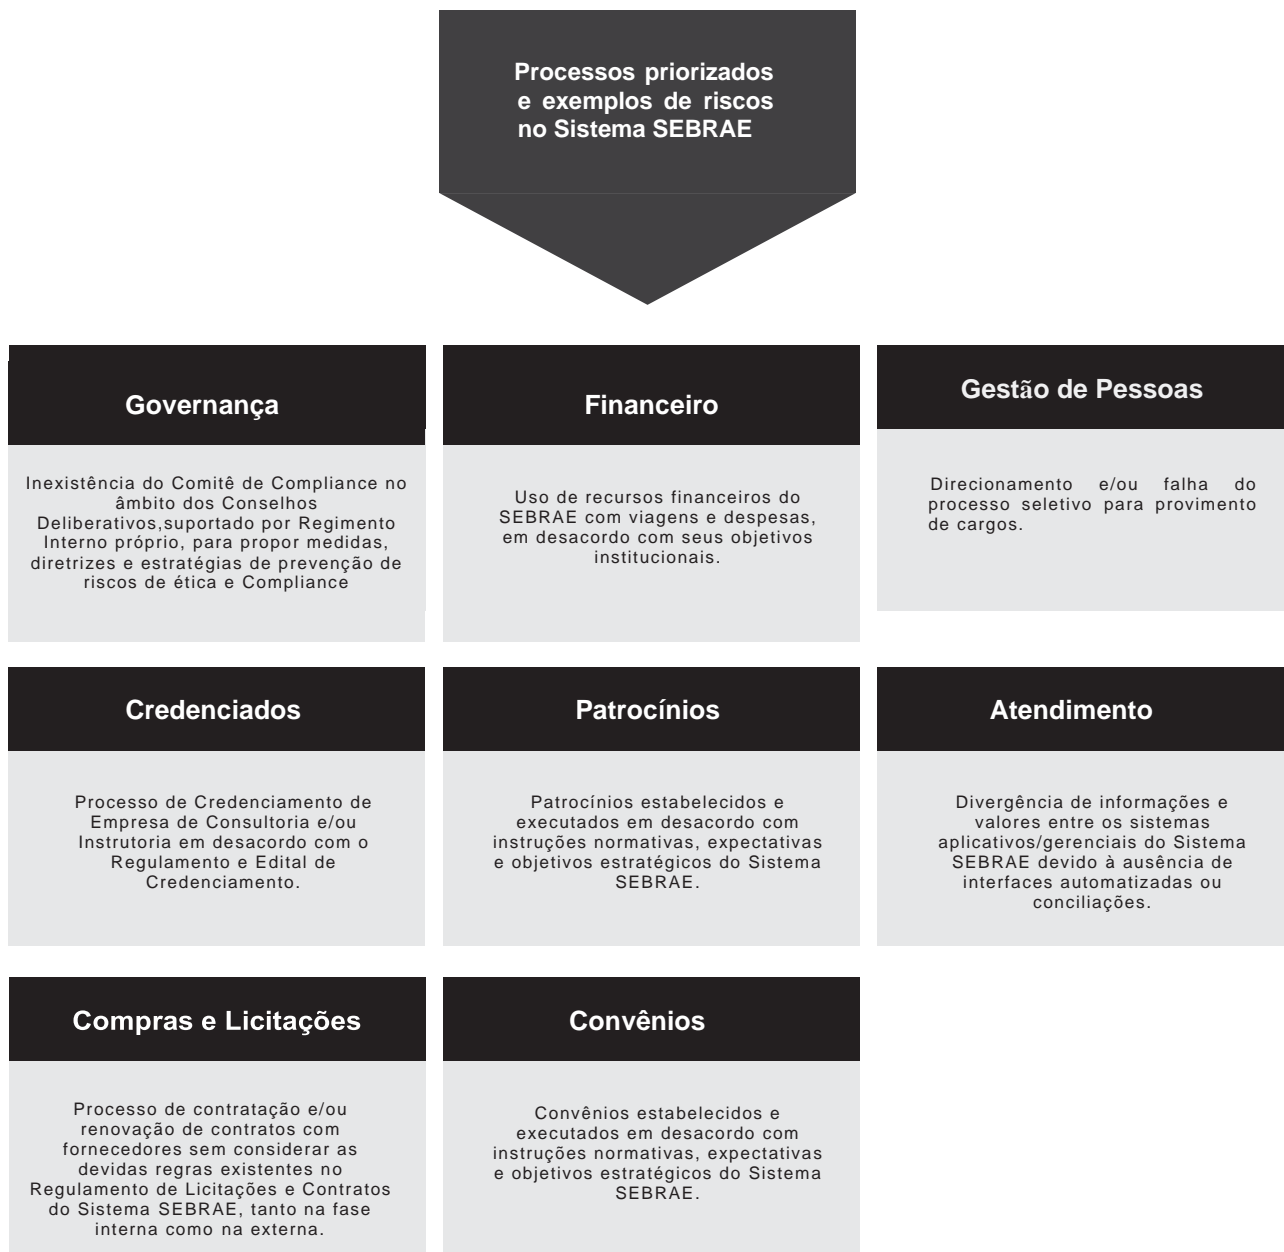 Processos priorizados
e exemplos de riscos
no Sistema SEBRAE
Governança
Inexistência do Comitê de Compliance no
âmbito dos Conselhos
Deliberativos,suportado por Regimento
Interno próprio, para propor medidas,
diretrizes e estratégias de prevenção de
riscos de ética e Compliance
Financeiro
Uso de recursos financeiros do
SEBRAE com viagens e despesas,
em desacordo com seus objetivos
institucionais.
Gestão de Pessoas
Direcionamento e/ou falha do
processo seletivo para provimento
de cargos.
Credenciados
Processo de Credenciamento de
Empresa de Consultoria e/ou
Instrutoria em desacordo com o
Regulamento e Edital de
Credenciamento.
Patrocínios
Patrocínios estabelecidos e
executados em desacordo com
instruções normativas, expectativas
e objetivos estratégicos do Sistema
SEBRAE.
Atendimento
Divergência de informações e
valores entre os sistemas
aplicativos/gerenciais do Sistema
SEBRAE devido à ausência de
interfaces automatizadas ou
conciliações.
Compras e Licitações
Processo de contratação e/ou
renovação de contratos com
fornecedores sem considerar as
devidas regras existentes no
Regulamento de Licitações e Contratos
do Sistema SEBRAE, tanto na fase
interna como na externa.
Convênios
Convênios estabelecidos e
executados em desacordo com
instruções normativas, expectativas
e objetivos estratégicos do Sistema
SEBRAE.